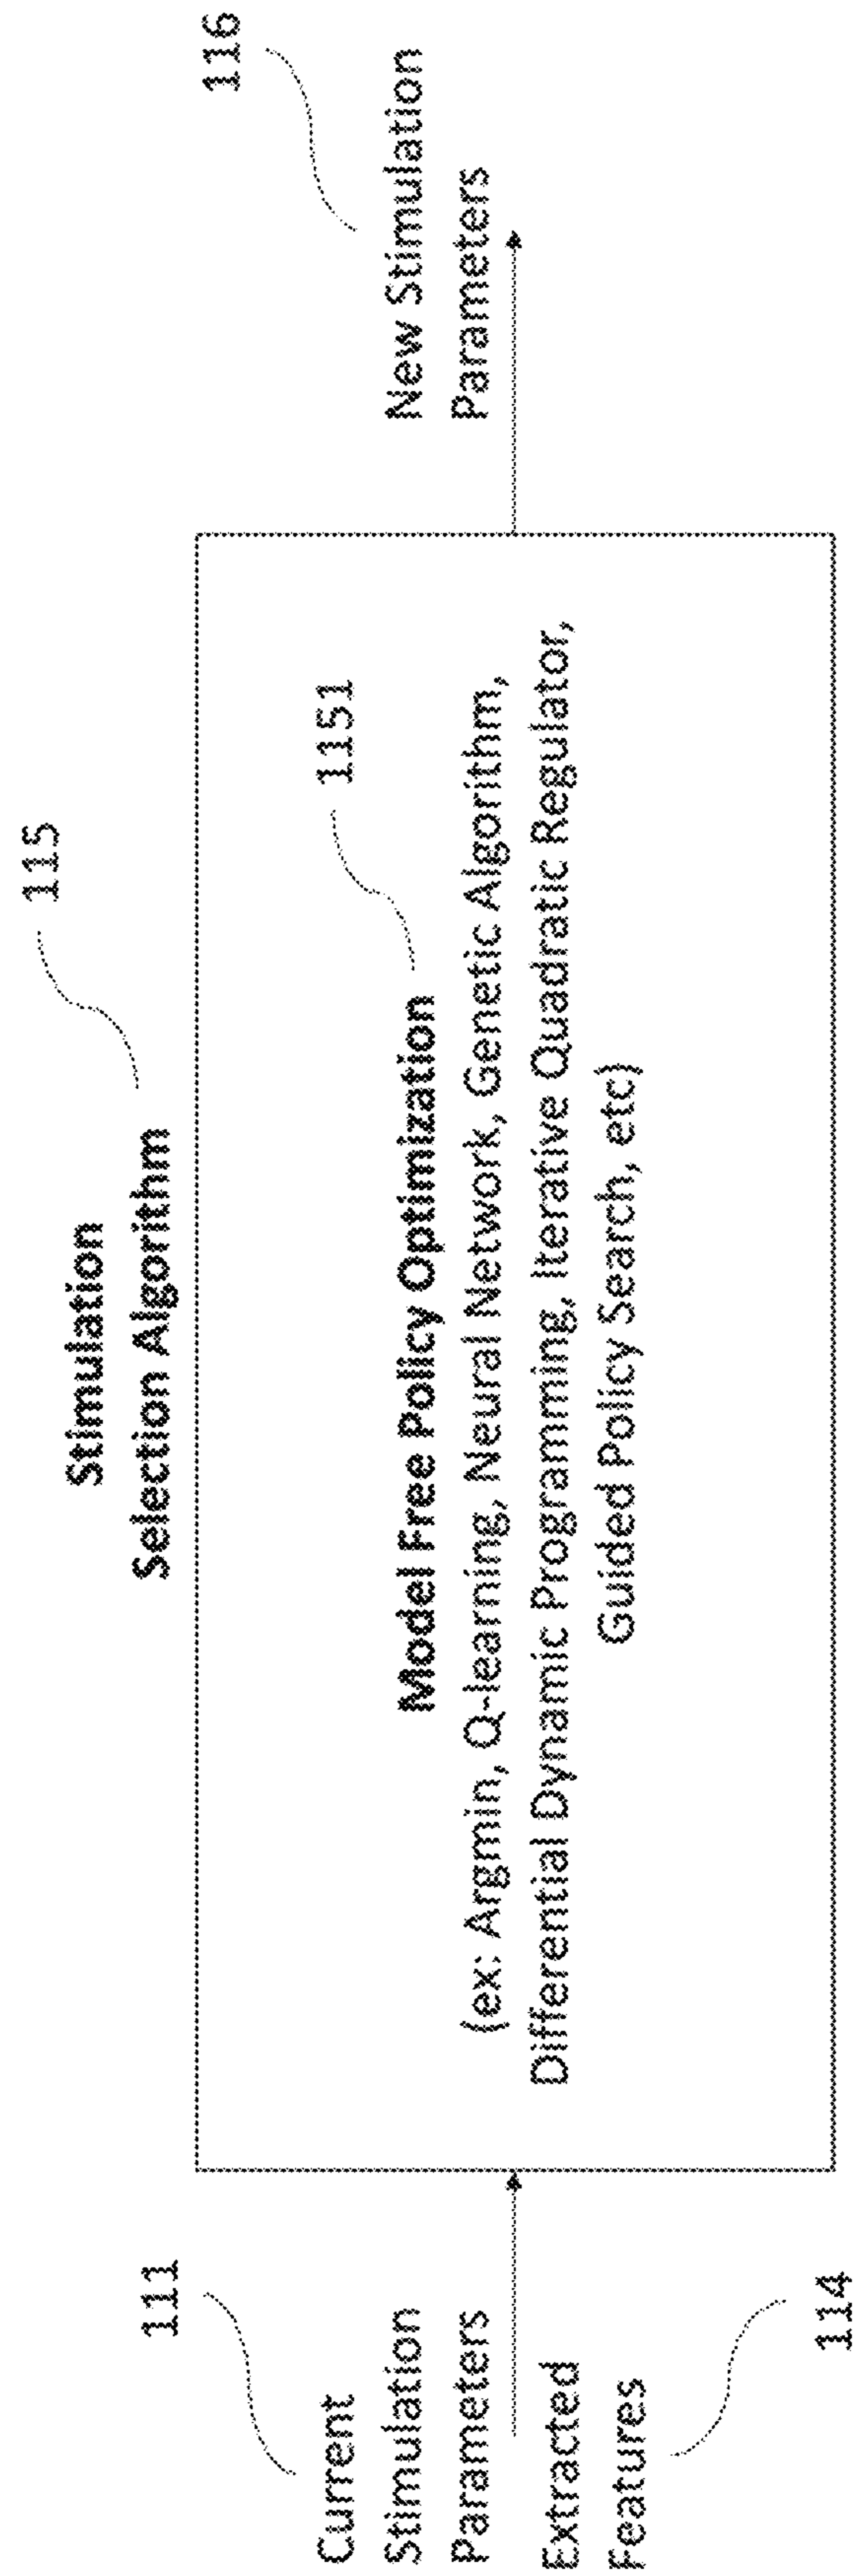 115
Stimulation
Selection Algorithm
111
Current
Stimulation
Parameters
Extracted
Features
114
1151
Model Free Policy Optimization
(ex: Argmin, Q-learning, Neural Network, Genetic Algorithm,
Differential Dynamic Programming, Iterative Quadratic Regulator,
Guided Policy Search, etc)
116
New Stimulation
Parameters